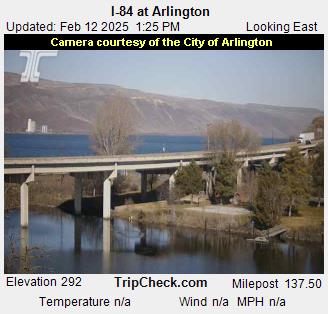 I-84 at Arlington
Updated: Feb 12 2025 1:25 PM Looking East
Camera courtesy of the City of Arlington
Elevation 292 TripCheck.com Milepost 137.50
Temperature n/a Wind n/a MPH n/a